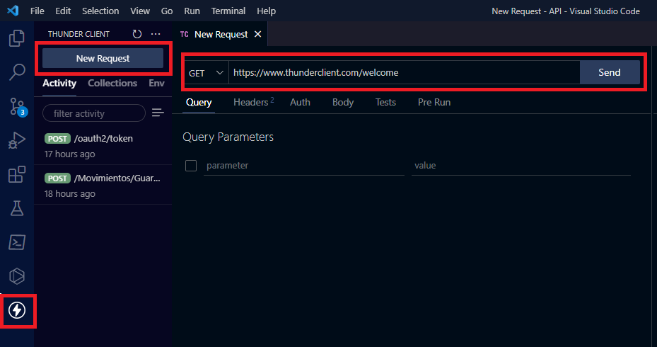 File Edit Selection View Go Run Terminal Help New Request - API - Visual Studio Code
THUNDER CLIENT
TC New Request
New Request
GET https://www.thunderclient.com/welcome Send
Activity Collections Env
Query Headers 2 Auth Body Tests Pre Run
filter activity
Query Parameters
POST /oauth2/token
17 hours ago
parameter value
POST /Movimientos/Guar...
18 hours ago
3